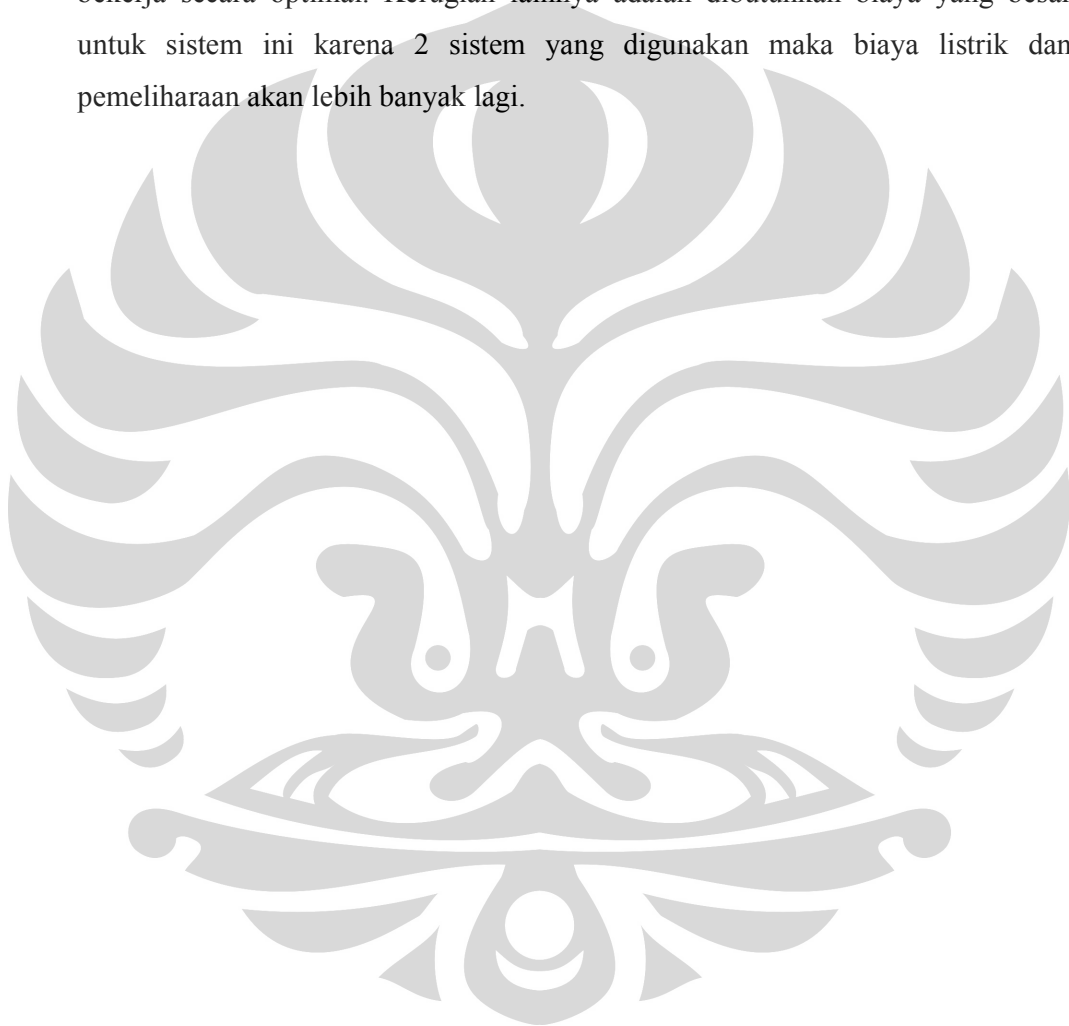 bekerja secara optimal. Kerugian lainnya adalah dibutuhkan biaya yang besar
untuk sistem ini karena 2 sistem yang digunakan maka biaya listrik dan
pemeliharaan akan lebih banyak lagi.